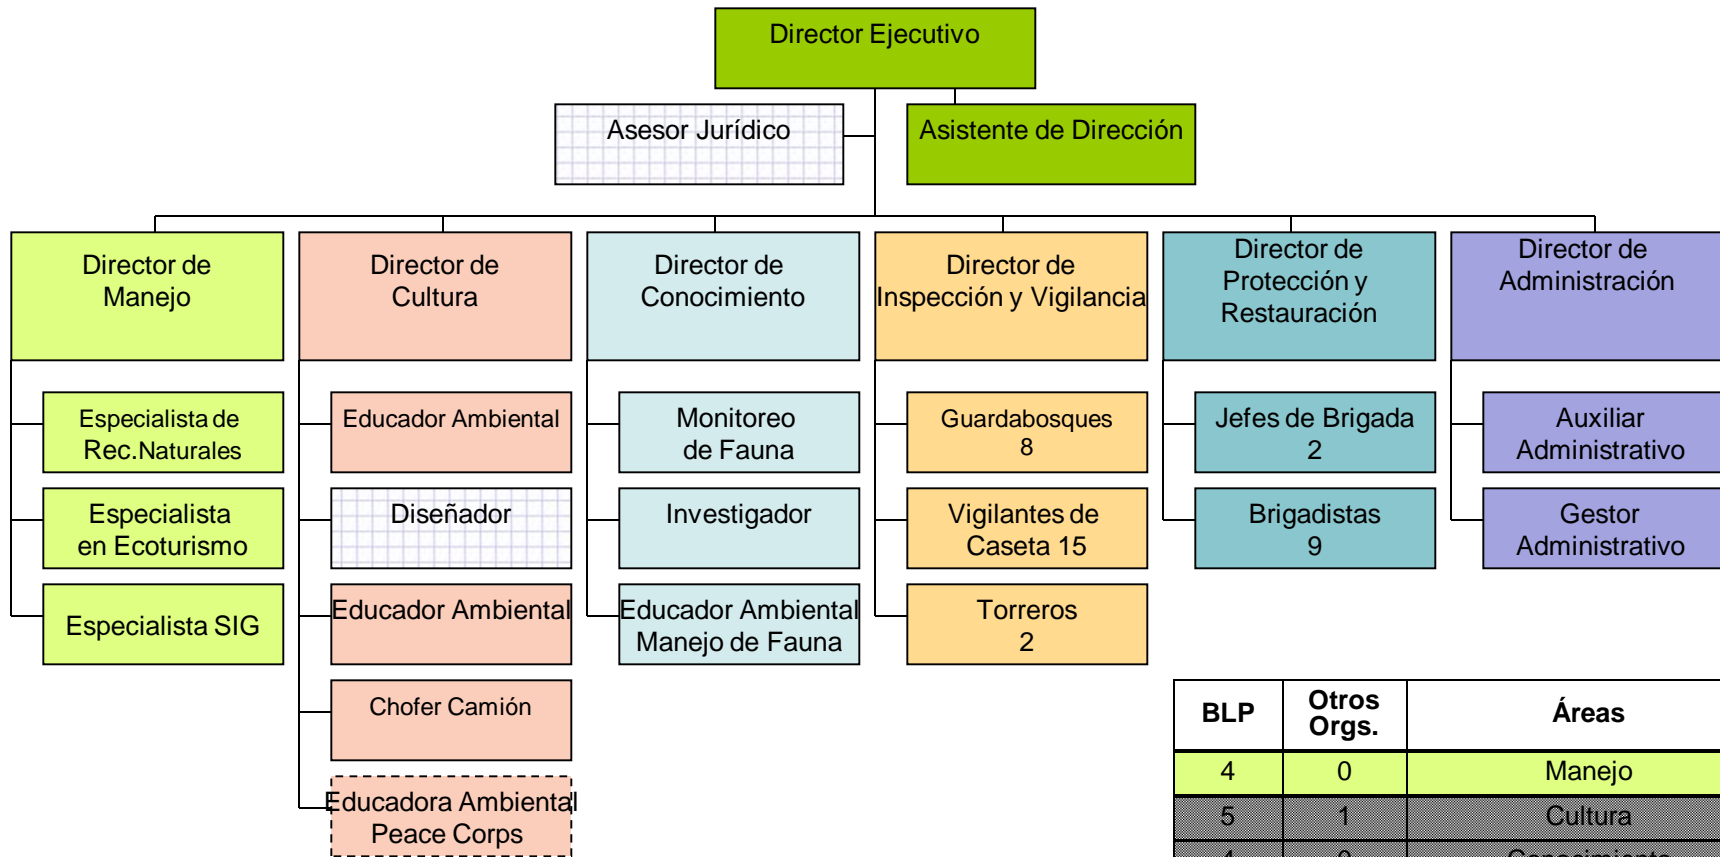 Director Ejecutivo
Asesor Jurídico
Asistente de Dirección
Director de
Manejo
Director de
Cultura
Director de
Conocimiento
Director de
Inspección y Vigilancia
Director de
Protección y
Restauración
Director de
Administración
Especialista de
Rec.Naturales
Especialista
en Ecoturismo
Especialista SIG
Educador Ambiental
Diseñador
Educador Ambiental
Chofer Camión
Educadora Ambiental
Peace Corps
Monitoreo
de Fauna
Investigador
Educador Ambiental
Manejo de Fauna
Guardabosques
8
Vigilantes de
Caseta 15
Torreros
2
Jefes de Brigada
2
Brigadistas
9
Auxiliar
Administrativo
Gestor
Administrativo
BLP Otros Orgs. Áreas
4 0 Manejo
5 1 Cultura
4 0 Conocimiento